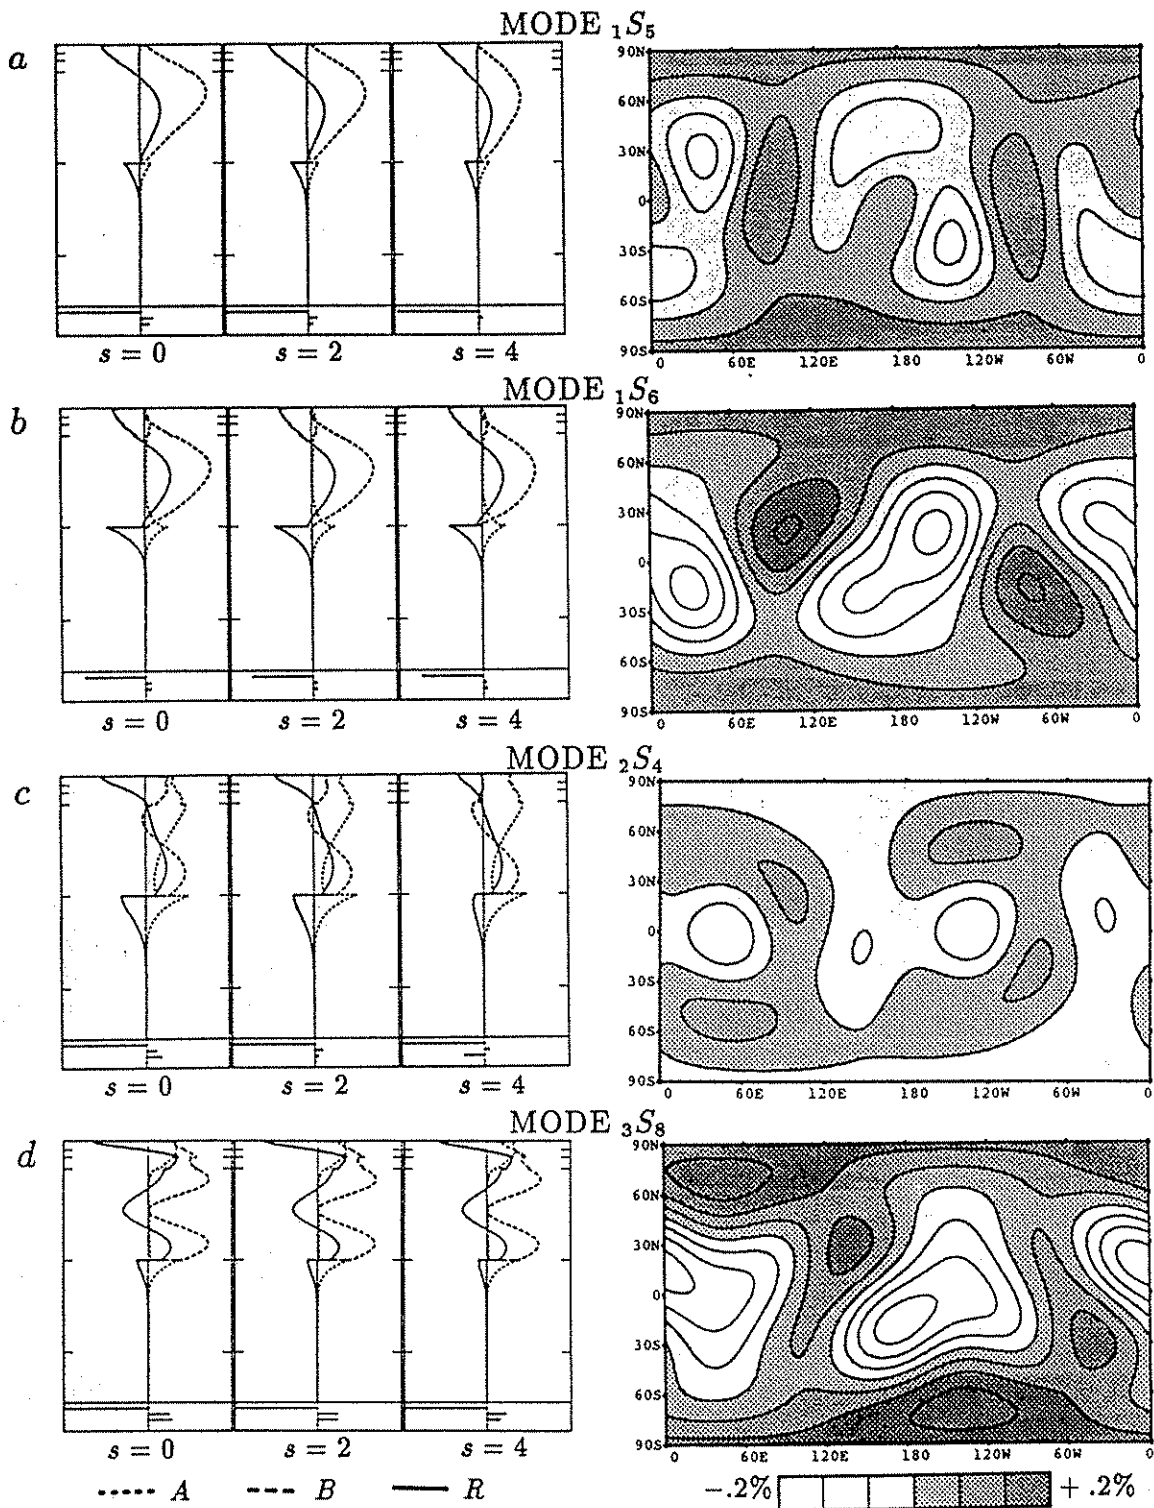 MODE ₁S₅
a
s = 0 s = 2 s = 4
90N
60N
30N
0
30S
60S
90S
0 60E 120E 180 120W 60W 0
MODE ₁S₆
b
s = 0 s = 2 s = 4
90N
60N
30N
0
30S
60S
90S
0 60E 120E 180 120W 60W 0
MODE ₂S₄
c
s = 0 s = 2 s = 4
90N
60N
30N
0
30S
60S
90S
0 60E 120E 180 120W 60W 0
MODE ₃S₈
d
s = 0 s = 2 s = 4
90N
60N
30N
0
30S
60S
90S
0 60E 120E 180 120W 60W 0
A B R
−.2% + .2%